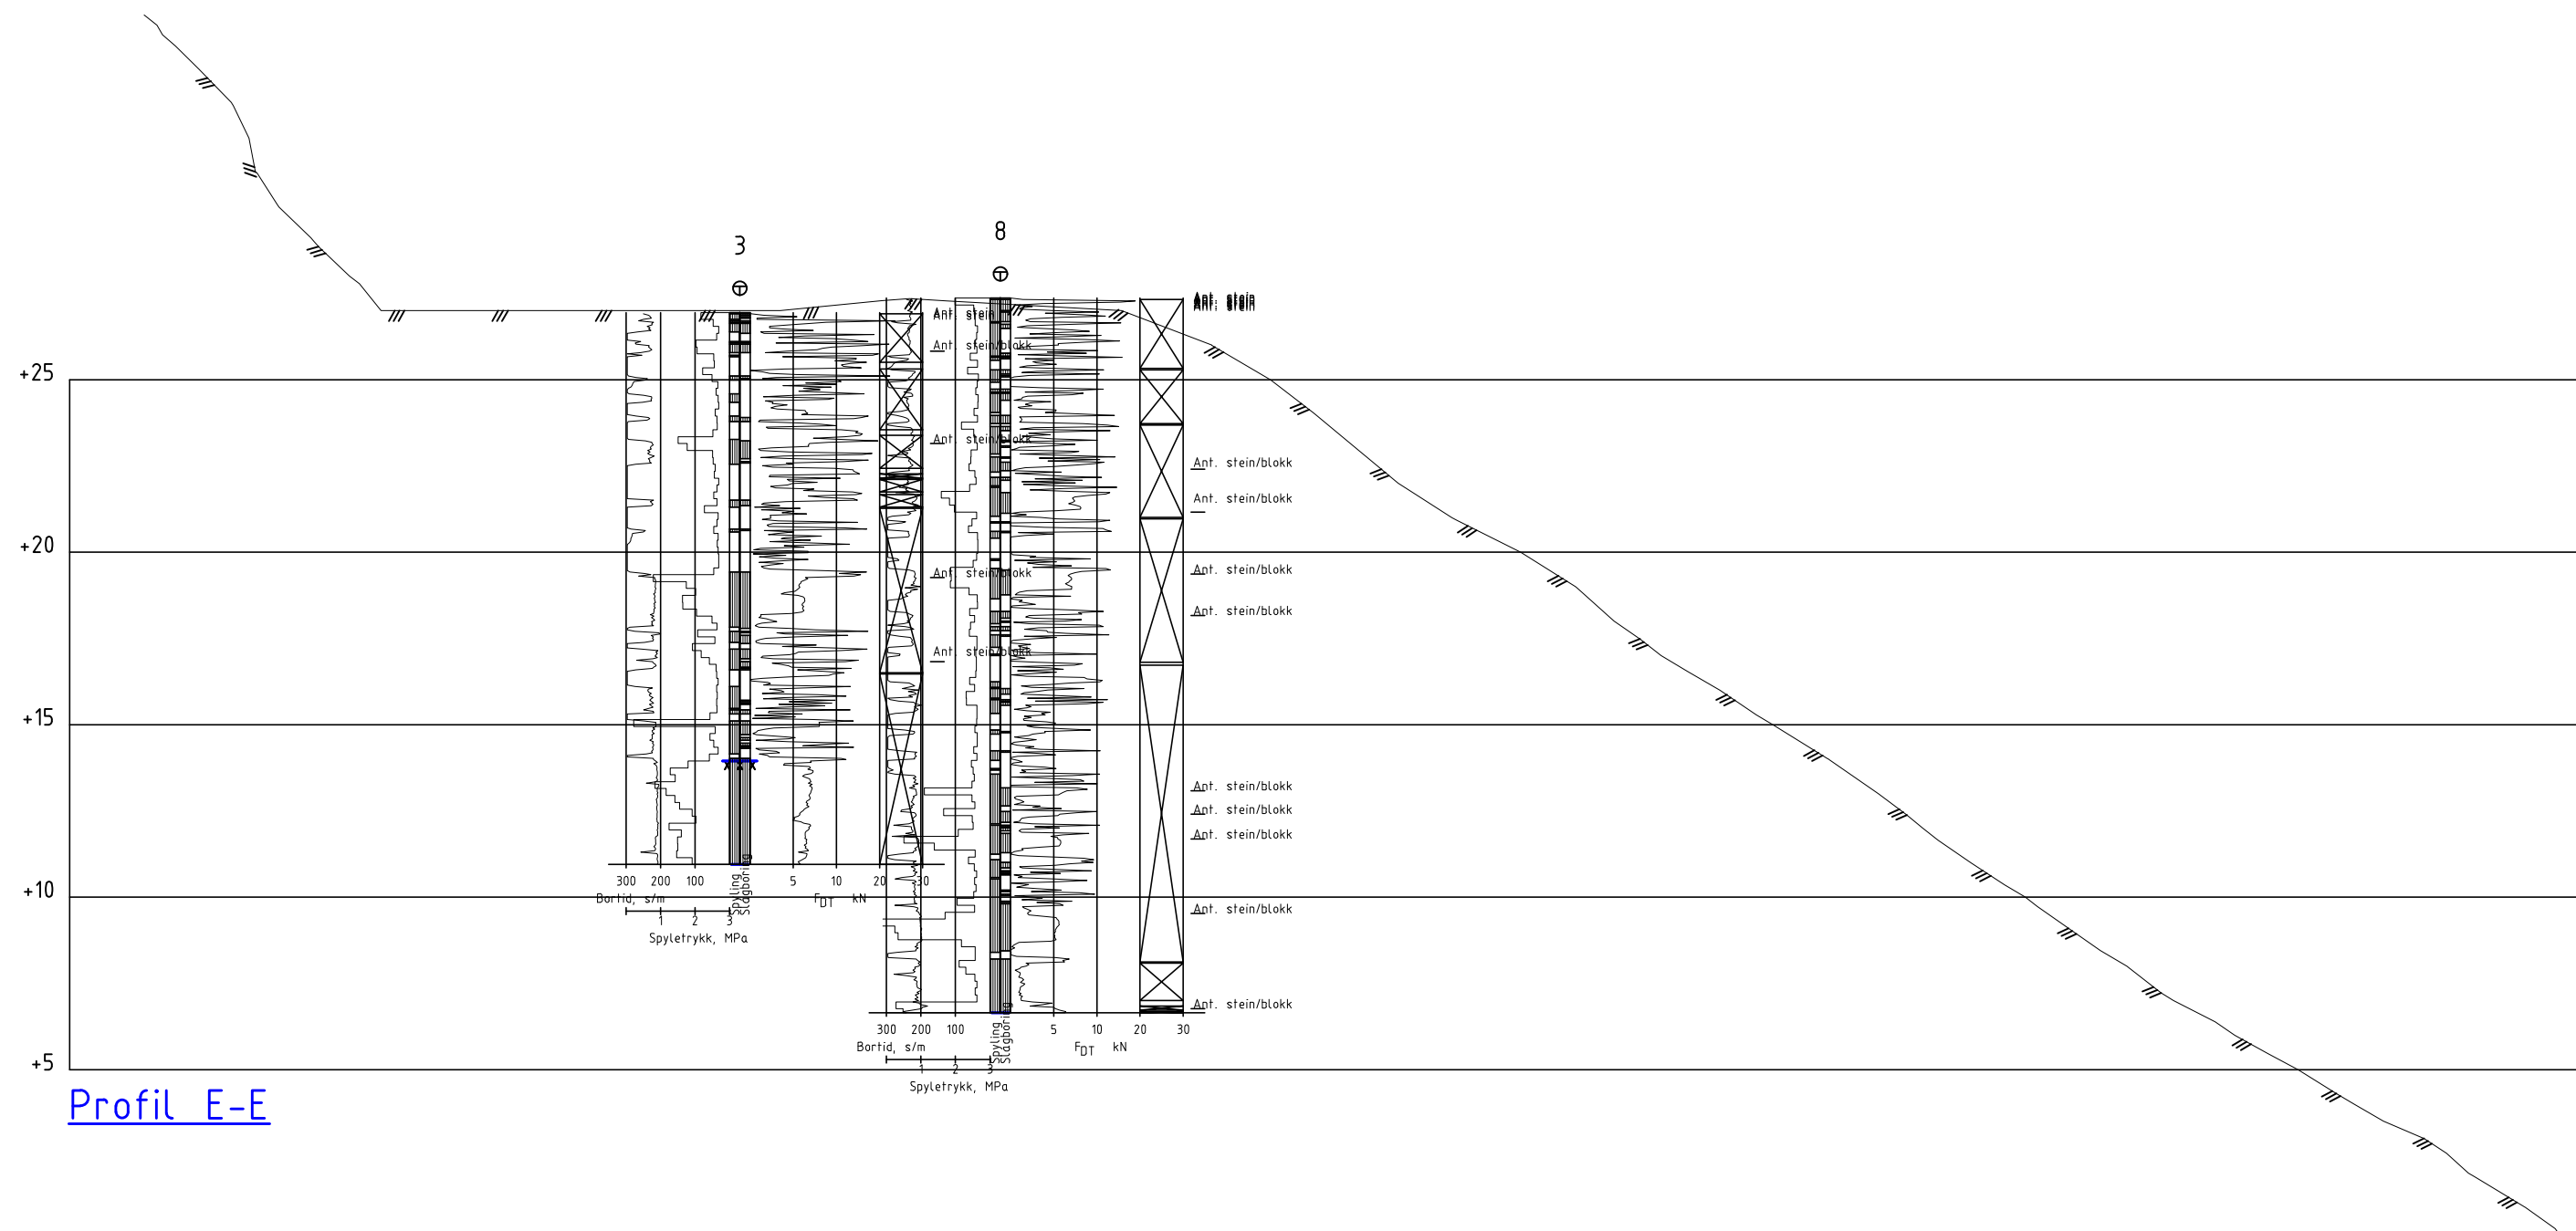 8
3
Ant. stein
Ant. stein
Ant. stein/blokk
+25
Ant. stein/blokk
Ant. stein/blokk
Ant. stein/blokk
+20
Ant. stein/blokk
Ant. stein/blokk
Ant. stein/blokk
Ant. stein/blokk
+15
Ant. stein/blokk
Ant. stein/blokk
Ant. stein/blokk
300 200 100 5 10 20 30
+10
Bortid, s/m Spyling Slagboring FDT kN
Ant. stein/blokk
1 2 3
Spyletrykk, MPa
Ant. stein/blokk
300 200 100 5 10 20 30
Bortid, s/m Spyling Slagboring FDT kN
+5
1 2 3
Spyletrykk, MPa
Profil E-E